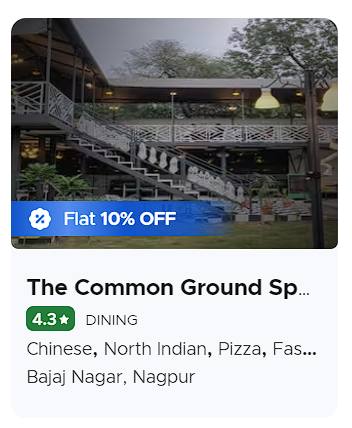 Flat 10% OFF
The Common Ground Sp...
4.3★ DINING
Chinese, North Indian, Pizza, Fas...
Bajaj Nagar, Nagpur